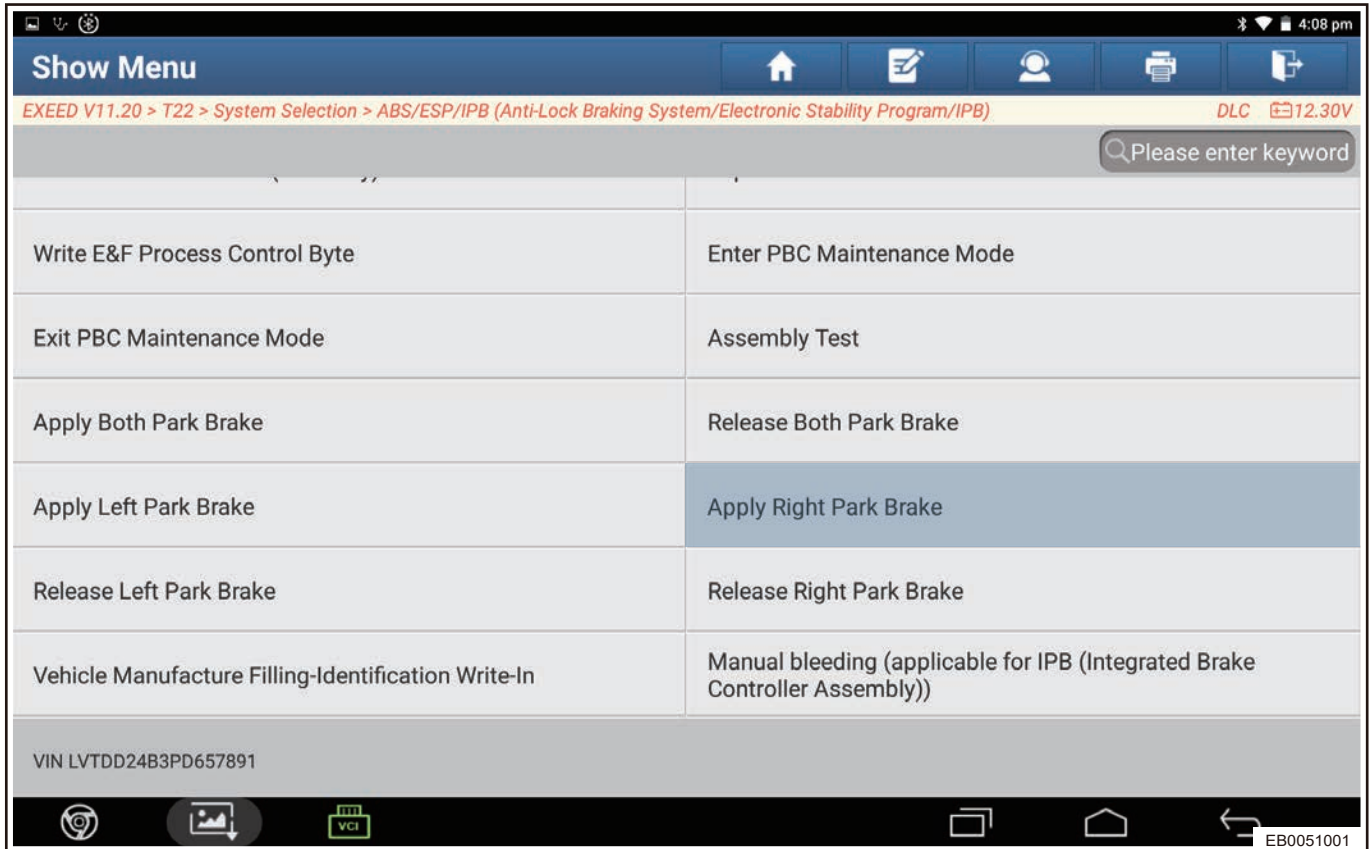 4:08 pm
Show Menu
EXEED V11.20 > T22 > System Selection > ABS/ESP/IPB (Anti-Lock Braking System/Electronic Stability Program/IPB)
DLC 12.30V
Please enter keyword
Write E&F Process Control Byte
Enter PBC Maintenance Mode
Exit PBC Maintenance Mode
Assembly Test
Apply Both Park Brake
Release Both Park Brake
Apply Left Park Brake
Apply Right Park Brake
Release Left Park Brake
Release Right Park Brake
Vehicle Manufacture Filling-Identification Write-In
Manual bleeding (applicable for IPB (Integrated Brake
Controller Assembly))
VIN LVTDD24B3PD657891
VCI
EB0051001